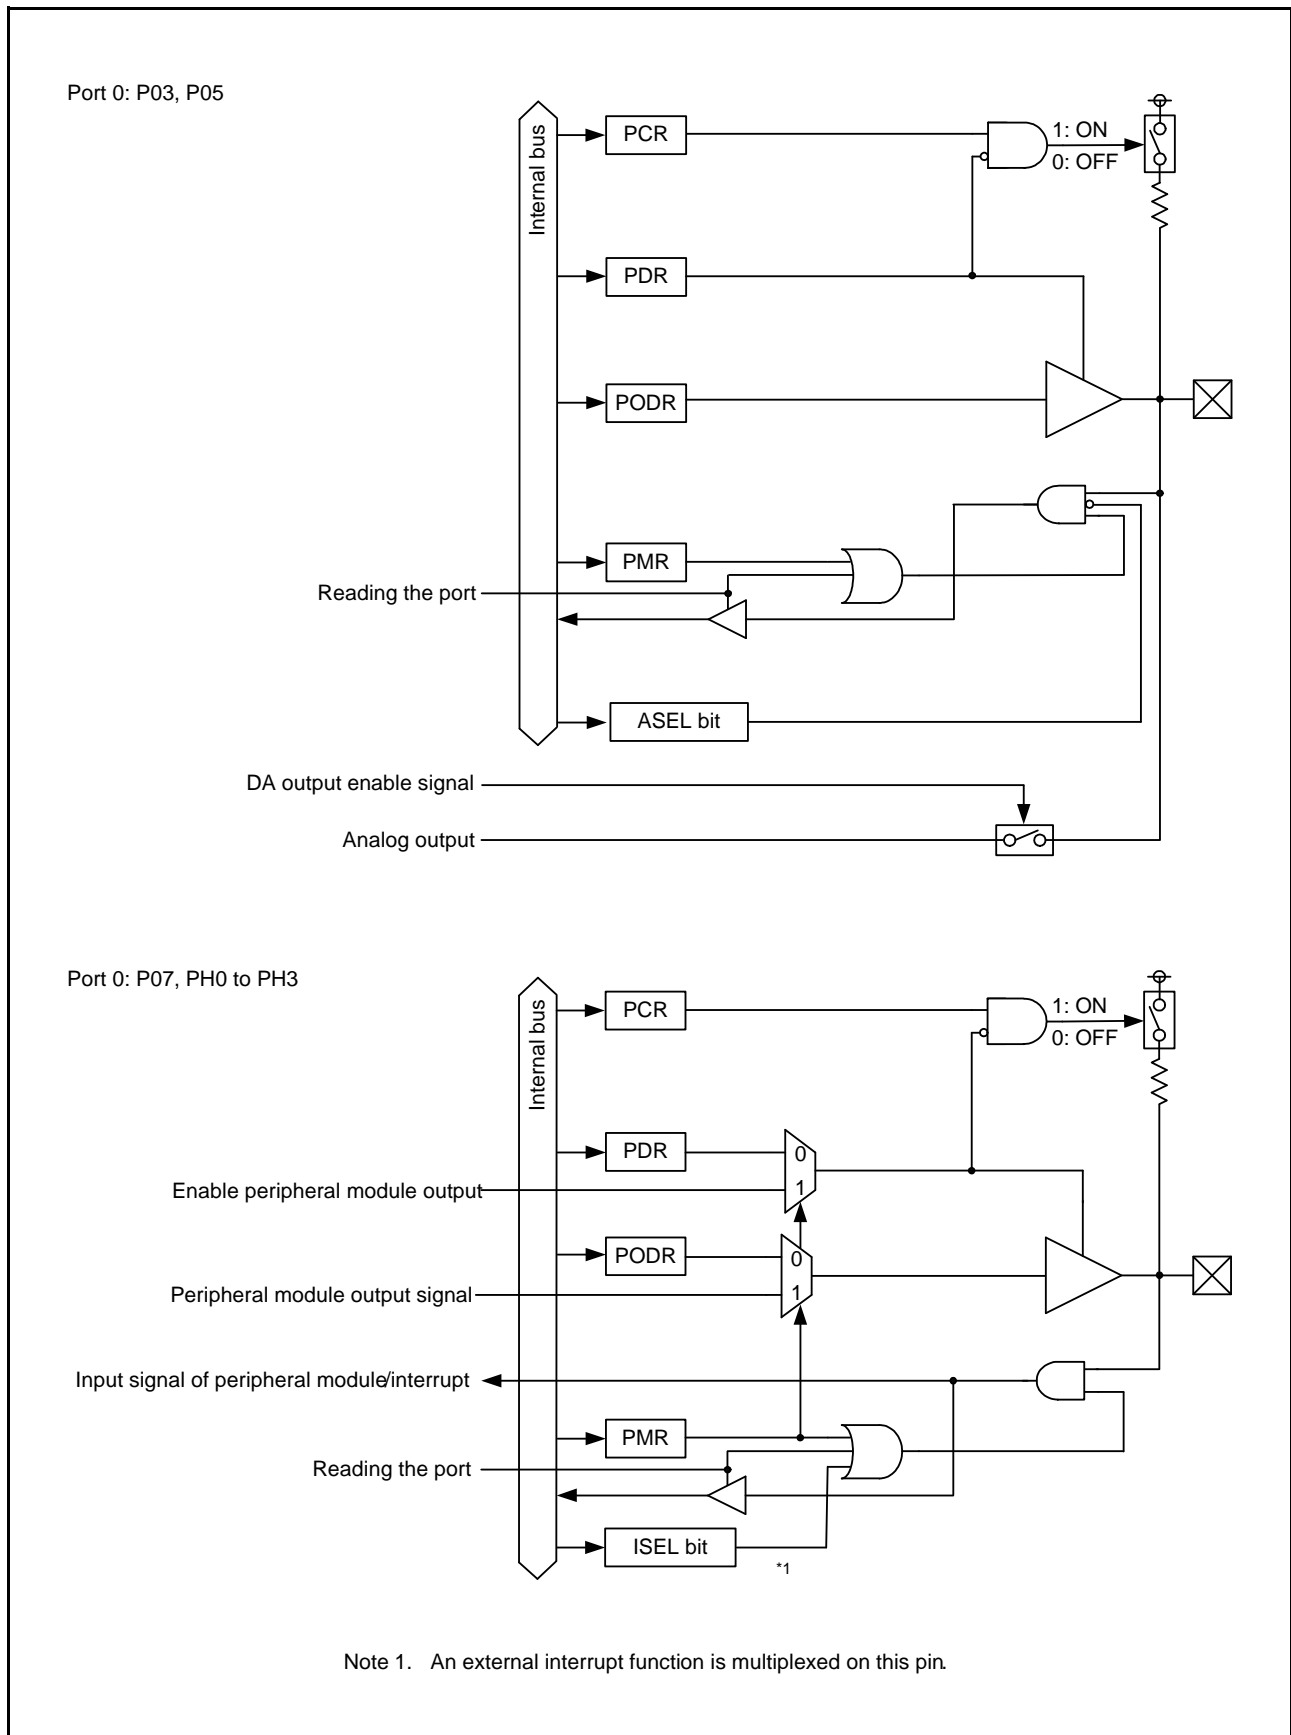 Port 0: P03, P05
Internal bus
PCR
1: ON
0: OFF
PDR
PODR
PMR
Reading the port
ASEL bit
DA output enable signal
Analog output
Port 0: P07, PH0 to PH3
Internal bus
PCR
1: ON
0: OFF
PDR
0
Enable peripheral module output
1
PODR
0
Peripheral module output signal
1
Input signal of peripheral module/interrupt
PMR
Reading the port
ISEL bit
*1
Note 1. An external interrupt function is multiplexed on this pin.